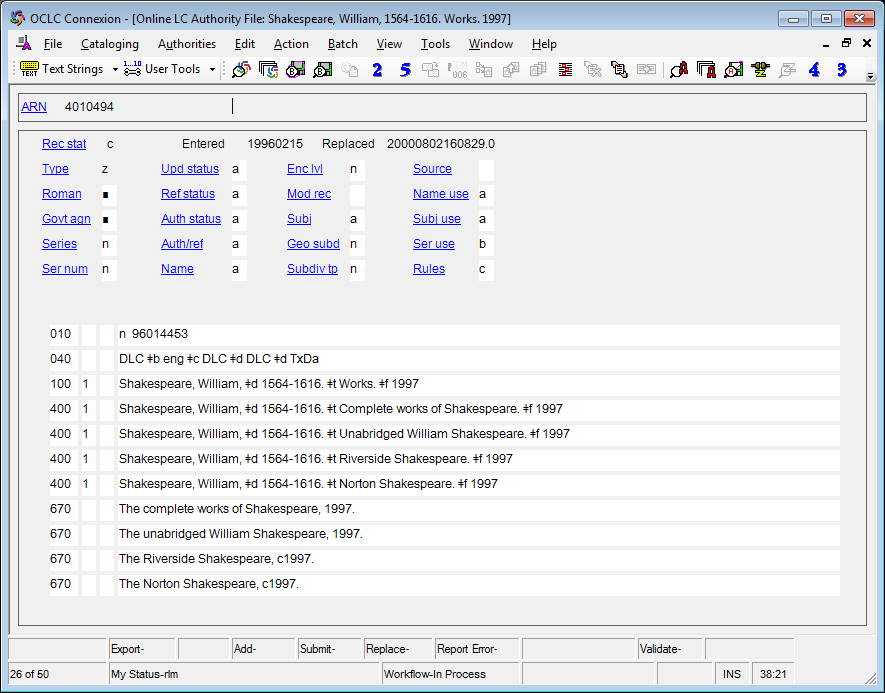 OCLC Connexion - [Online LC Authority File: Shakespeare, William, 1564-1616. Works. 1997]
File Cataloging Authorities Edit Action Batch View Tools Window Help
TEXT Text Strings User Tools 2 5 006 4 3
ARN 4010494
Rec stat c Entered 19960215 Replaced 20000802160829.0
Type z Upd status a Enc lvl n Source
Roman ■ Ref status a Mod rec Name use a
Govt agn ■ Auth status a Subj a Subj use a
Series n Auth/ref a Geo subd n Ser use b
Ser num n Name a Subdiv tp n Rules c
010 n 96014453
040 DLC ǂb eng ǂc DLC ǂd DLC ǂd TxDa
100 1 Shakespeare, William, ǂd 1564-1616. ǂt Works. ǂf 1997
400 1 Shakespeare, William, ǂd 1564-1616. ǂt Complete works of Shakespeare. ǂf 1997
400 1 Shakespeare, William, ǂd 1564-1616. ǂt Unabridged William Shakespeare. ǂf 1997
400 1 Shakespeare, William, ǂd 1564-1616. ǂt Riverside Shakespeare. ǂf 1997
400 1 Shakespeare, William, ǂd 1564-1616. ǂt Norton Shakespeare. ǂf 1997
670 The complete works of Shakespeare, 1997.
670 The unabridged William Shakespeare, 1997.
670 The Riverside Shakespeare, c1997.
670 The Norton Shakespeare, c1997.
Export- Add- Submit- Replace- Report Error- Validate-
26 of 50 My Status-rlm Workflow-In Process INS 38:21